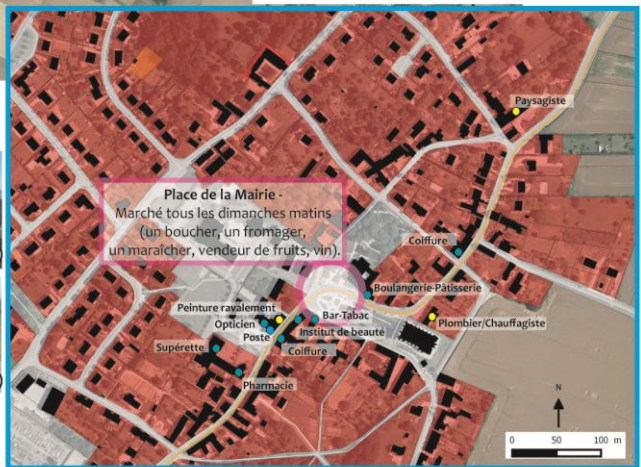 Paysagiste
Place de la Mairie -
Marché tous les dimanches matins
(un boucher, un fromager,
un maraîcher, vendeur de fruits, vin).
Coiffure
Boulangerie-Pâtisserie
Peinture ravalement
Bar-Tabac
Plombier/Chauffagiste
Opticien
Institut de beauté
Poste
Coiffure
Supérette
Pharmacie
N
0 50 100 m